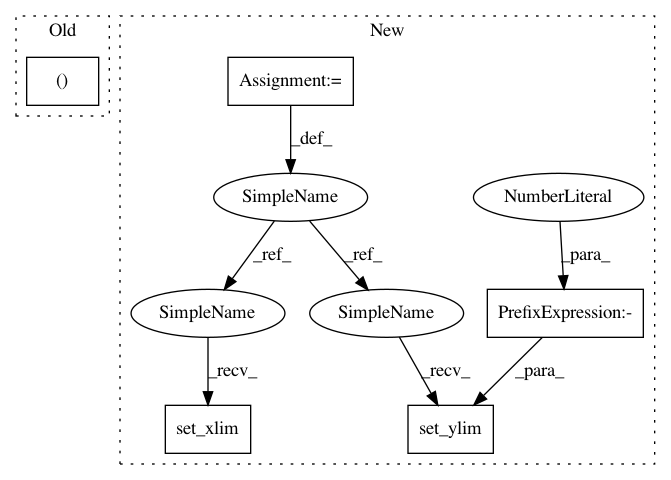 Old
New
()
Assignment:=
_def_
SimpleName
NumberLiteral
_ref_
_ref_
_para_
SimpleName
SimpleName
PrefixExpression:-
_recv_
_recv_
_para_
set_xlim
set_ylim